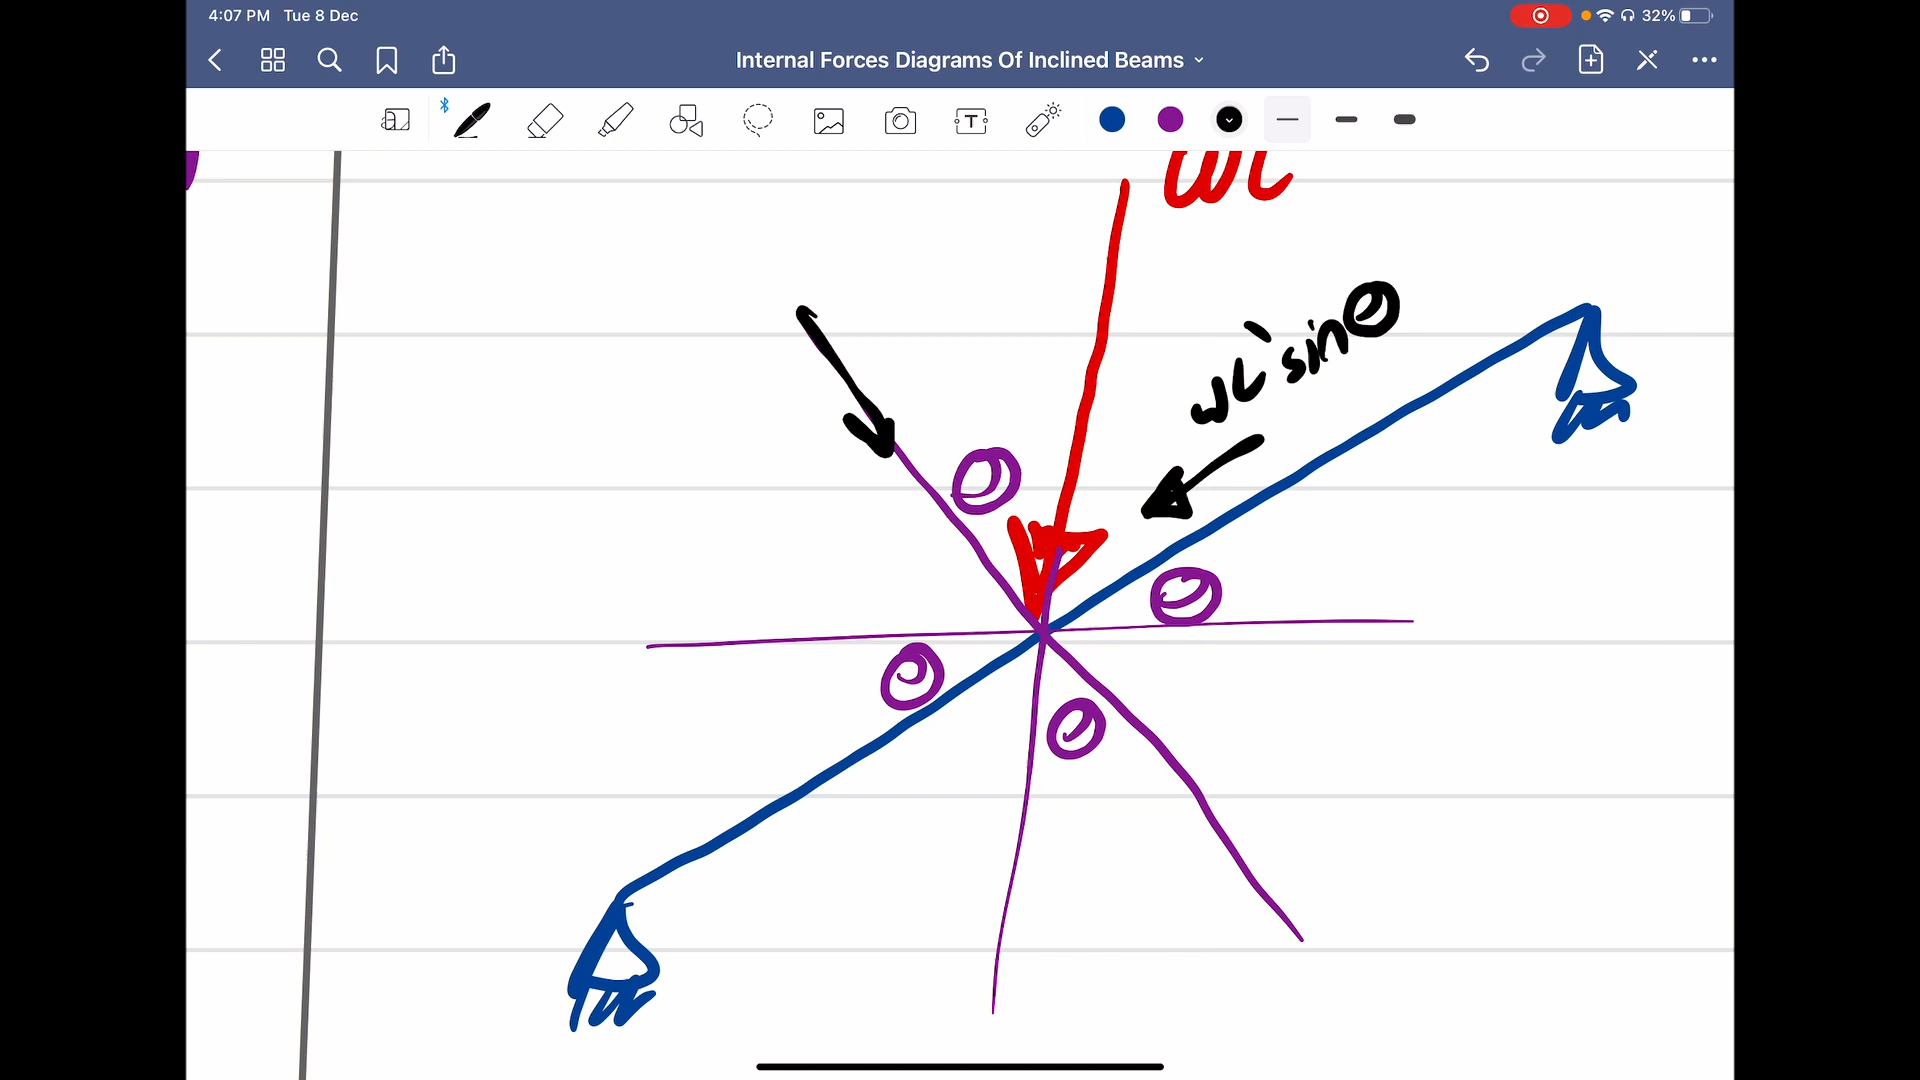 4:07 PM Tue 8 Dec
32%
Internal Forces Diagrams Of Inclined Beams
T
WL
WL`sinθ
θ
θ
θ
θ